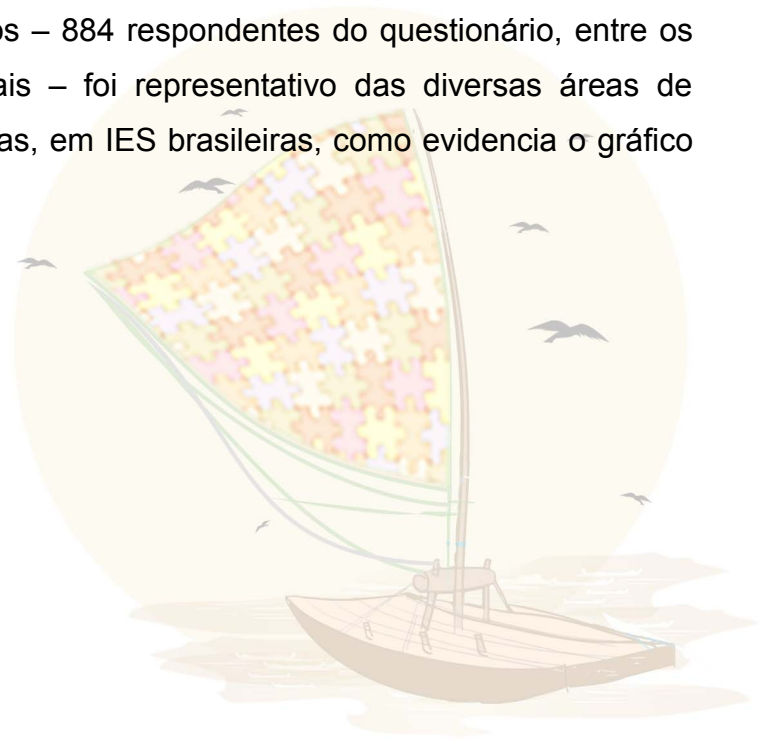 os – 884 respondentes do questionário, entre os
ais – foi representativo das diversas áreas de
as, em IES brasileiras, como evidencia o gráfico